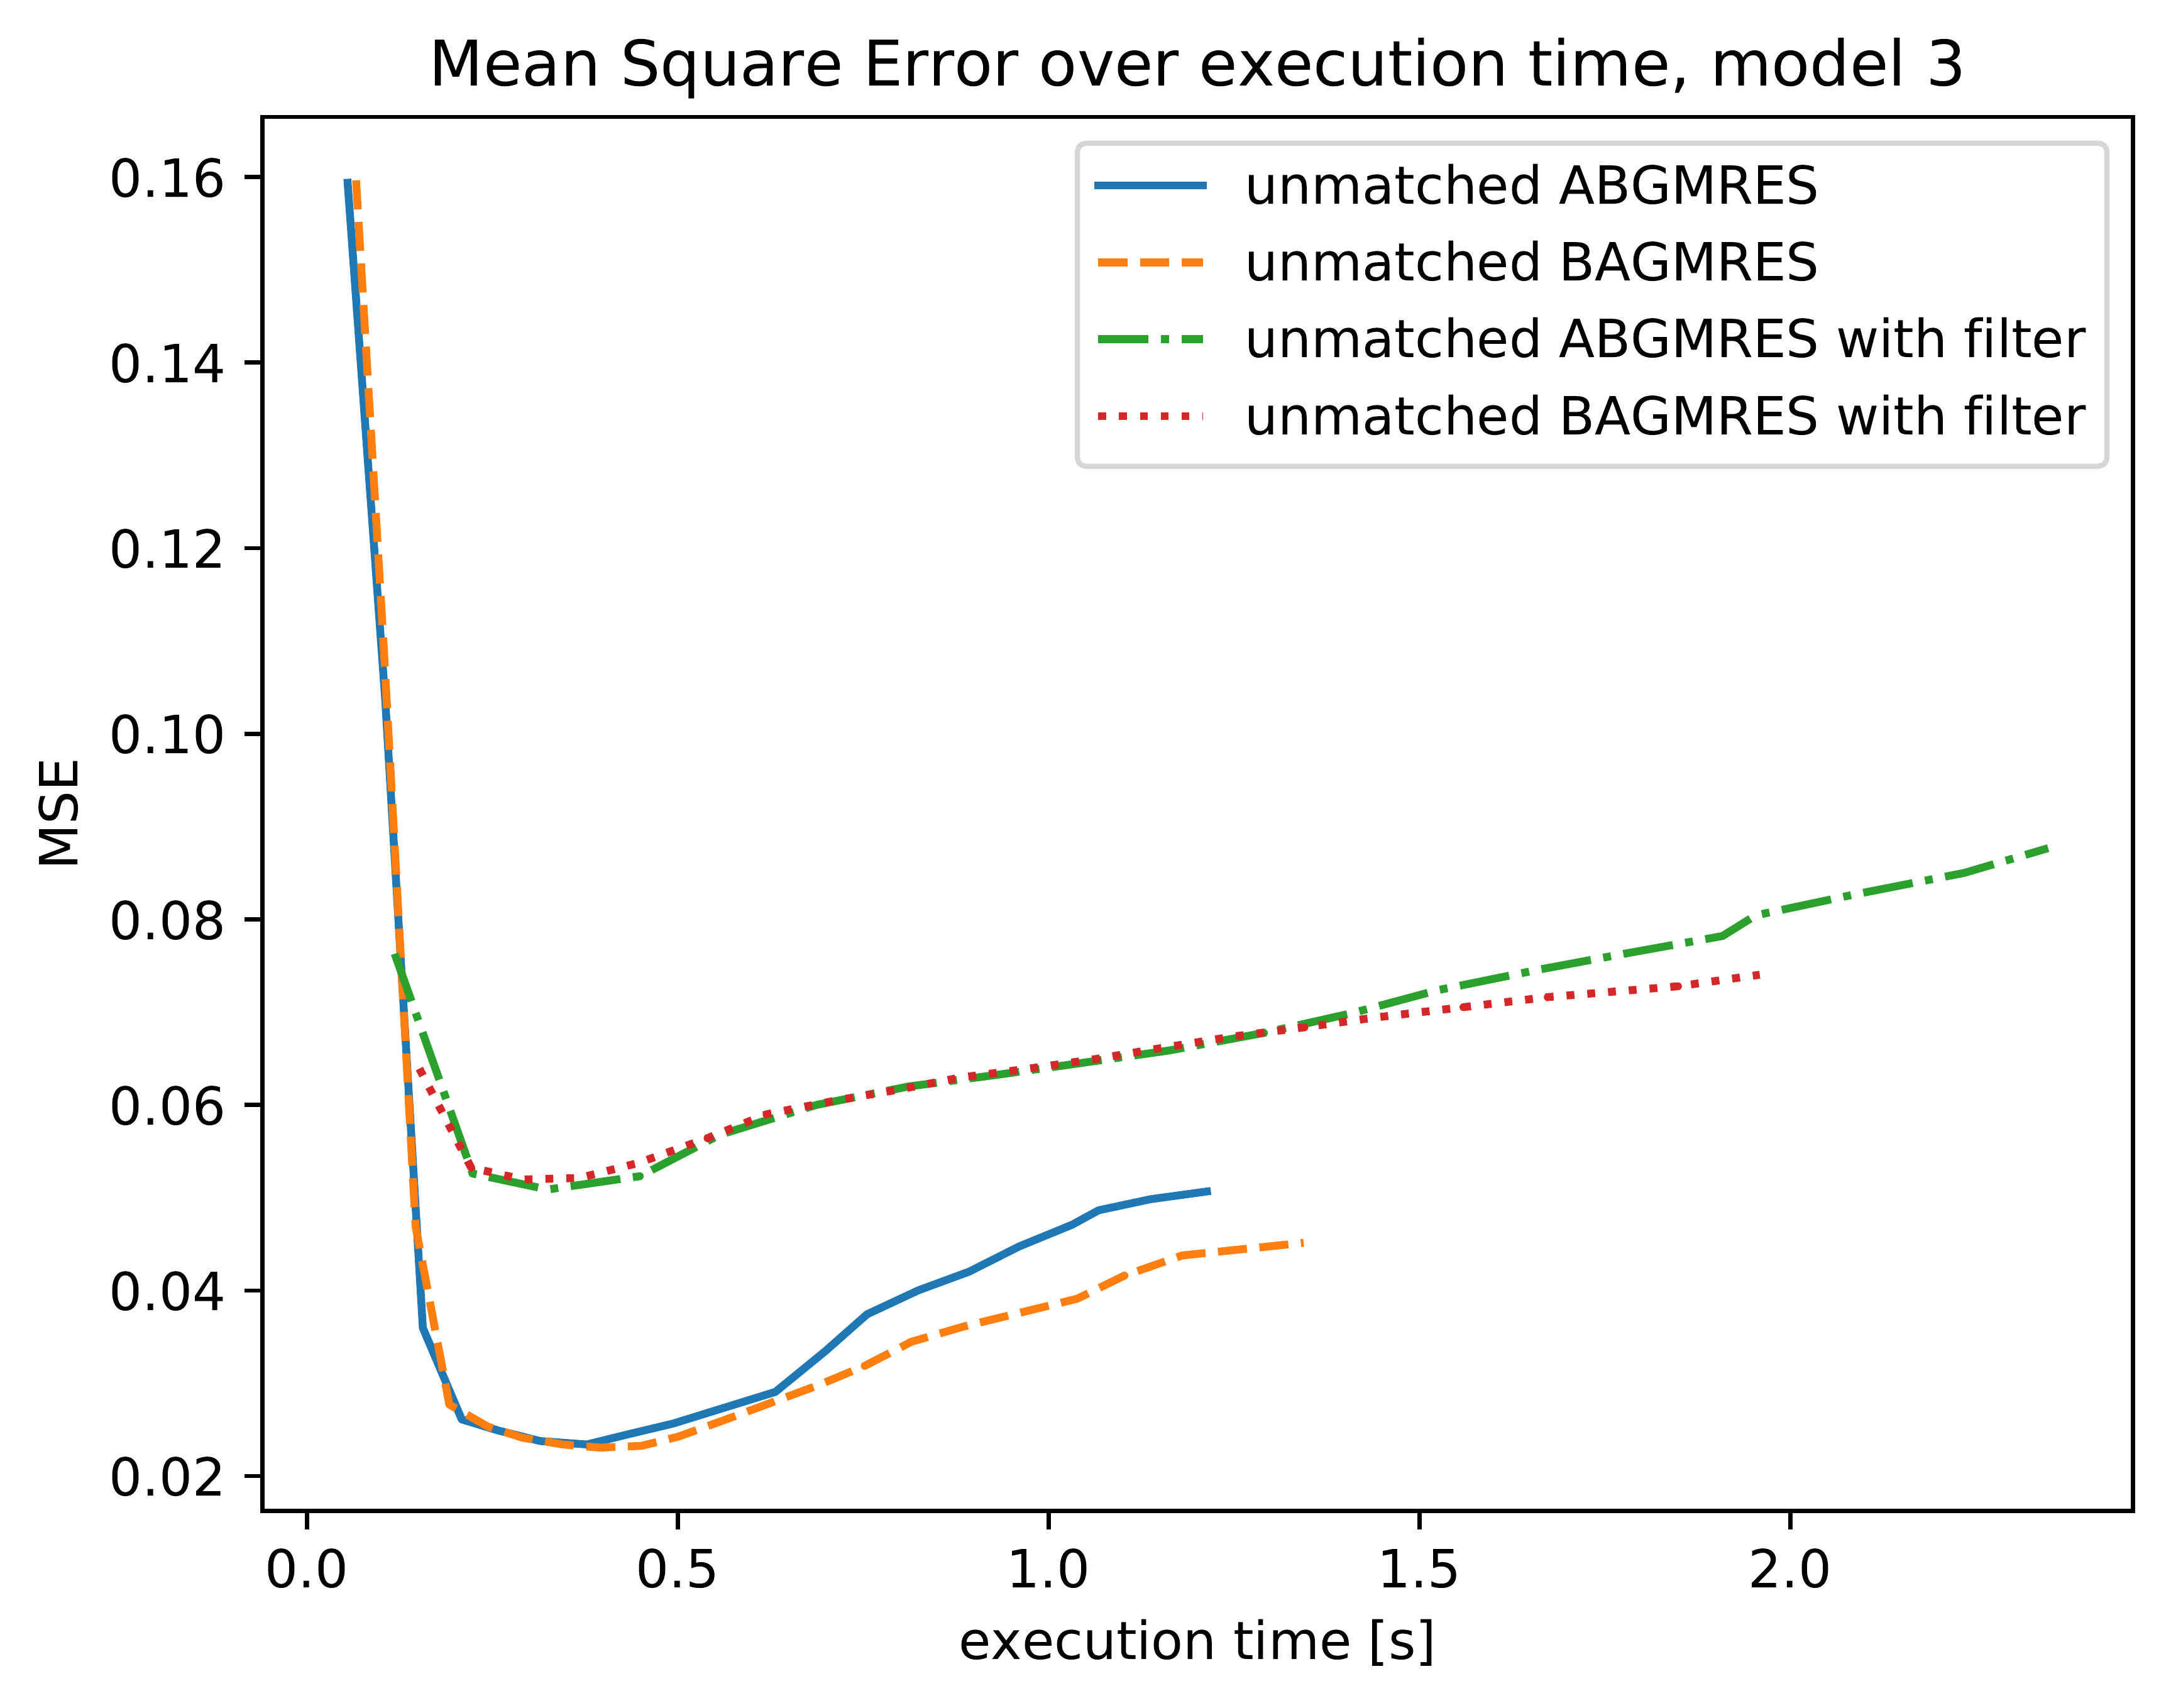 Mean Square Error over execution time, model 3
unmatched ABGMRES
unmatched BAGMRES
unmatched ABGMRES with filter
unmatched BAGMRES with filter
0.16
0.14
0.12
0.10
0.08
0.06
0.04
0.02
MSE
0.0 0.5 1.0 1.5 2.0
execution time [s]